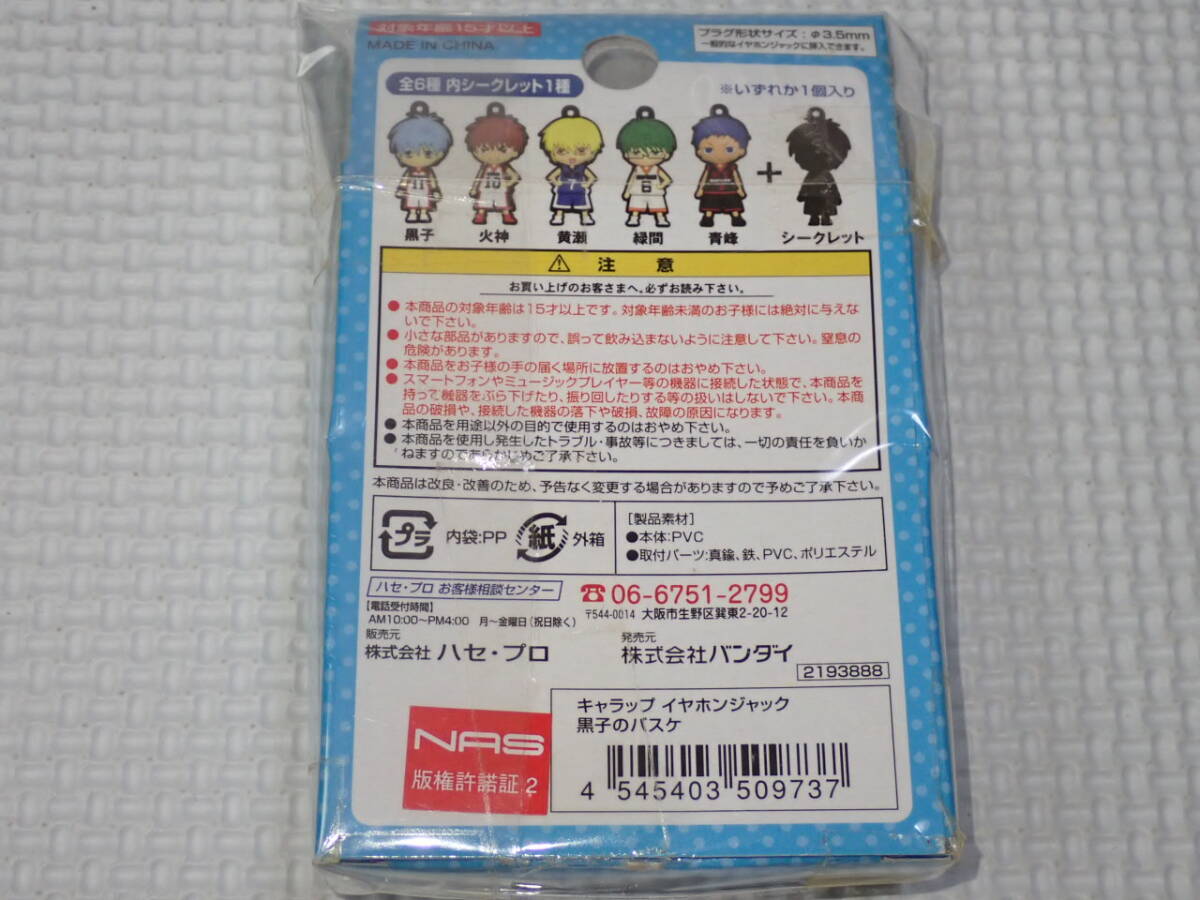 対象年齢15才以上
MADE IN CHINA
プラグ形状サイズ:φ3.5mm
一般的なイヤホンジャックに挿入できます。
全6種 内シークレット1種
※いずれか1個入り
11
10
7
6
黒子
火神
黄瀬
緑間
青峰
+
シークレット
注 意
お買い上げのお客さまへ。必ずお読み下さい。
●本商品の対象年齢は15才以上です。対象年齢未満のお子様には絶対に与えな
いで下さい。
●小さな部品がありますので、誤って飲み込まないように注意して下さい。窒息の
危険があります。
●本商品をお子様の手の届く場所に放置するのはおやめ下さい。
●スマートフォンやミュージックプレイヤー等の機器に接続した状態で、本商品を
持って機器をぶら下げたり、振り回したりする等の扱いはしないで下さい。本商
品の破損や、接続した機器の落下や破損、故障の原因になります。
●本商品を用途以外の目的で使用するのはおやめ下さい。
●本商品を使用し発生したトラブル・事故等につきましては、一切の責任を負いか
ねますのであらかじめご了承下さい。
本商品は改良・改善のため、予告なく変更する場合がありますので予めご了承下さい。
プラ
内袋:PP
紙
外箱
[製品素材]
●本体:PVC
●取付パーツ:真鍮、鉄、PVC、ポリエステル
ハセ・プロ お客様相談センター
☎06-6751-2799
【電話受付時間】
AM10:00〜PM4:00 月〜金曜日(祝日除く)
〒544-0014 大阪市生野区巽東2-20-12
販売元
株式会社 ハセ・プロ
発売元
株式会社バンダイ
2193888
NAS
版権許諾証 2
キャラップ イヤホンジャック
黒子のバスケ
4 545403 509737